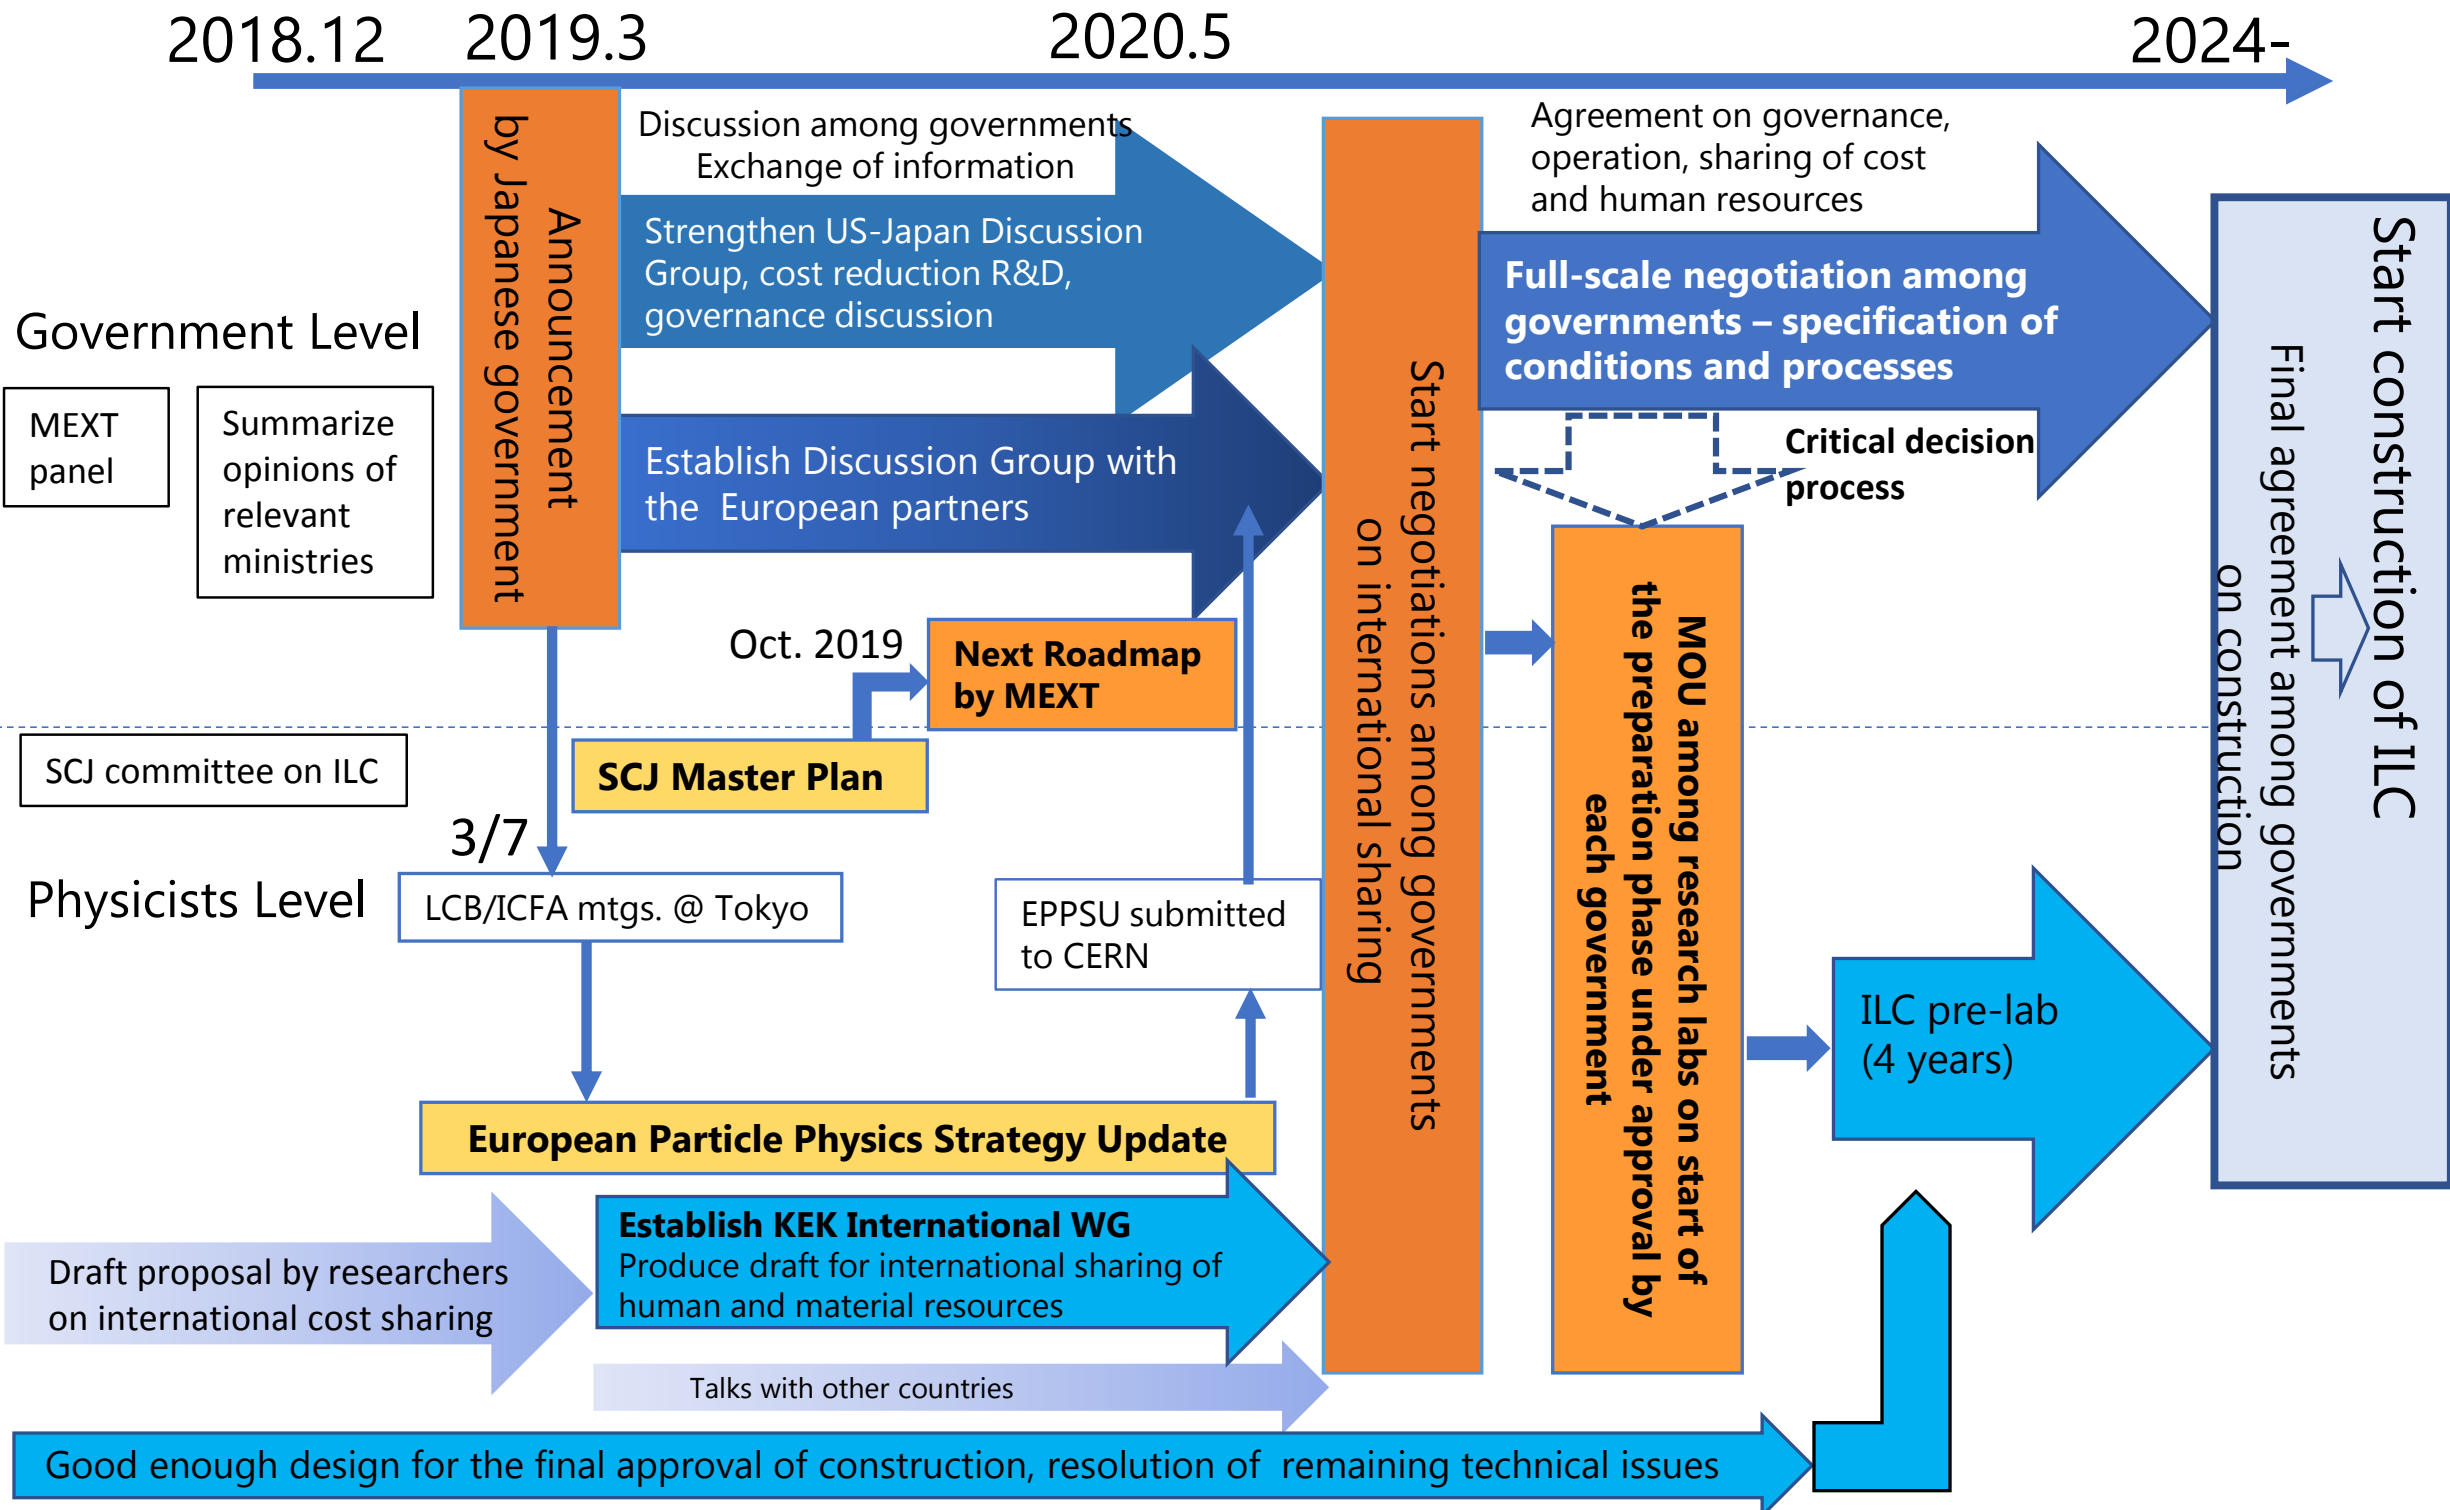 2018.12
2019.3
2020.5
2024-
Announcement
by Japanese government
Discussion among governments
Exchange of information
Strengthen US-Japan Discussion
Group, cost reduction R&D,
governance discussion
Establish Discussion Group with
the  European partners
Government Level
MEXT
panel
Summarize
opinions of
relevant
ministries
Start negotiations among governments
on international sharing
Agreement on governance,
operation, sharing of cost
and human resources
Full-scale negotiation among
governments – specification of
conditions and processes
Critical decision
process
MOU among research labs on start of
the preparation phase under approval by
each government
Start construction of ILC
Final agreement among governments
on construction
Oct. 2019
Next Roadmap
by MEXT
SCJ committee on ILC
SCJ Master Plan
3/7
Physicists Level
LCB/ICFA mtgs. @ Tokyo
EPPSU submitted
to CERN
ILC pre-lab
(4 years)
European Particle Physics Strategy Update
Draft proposal by researchers
on international cost sharing
Establish KEK International WG
Produce draft for international sharing of
human and material resources
Talks with other countries
Good enough design for the final approval of construction, resolution of  remaining technical issues